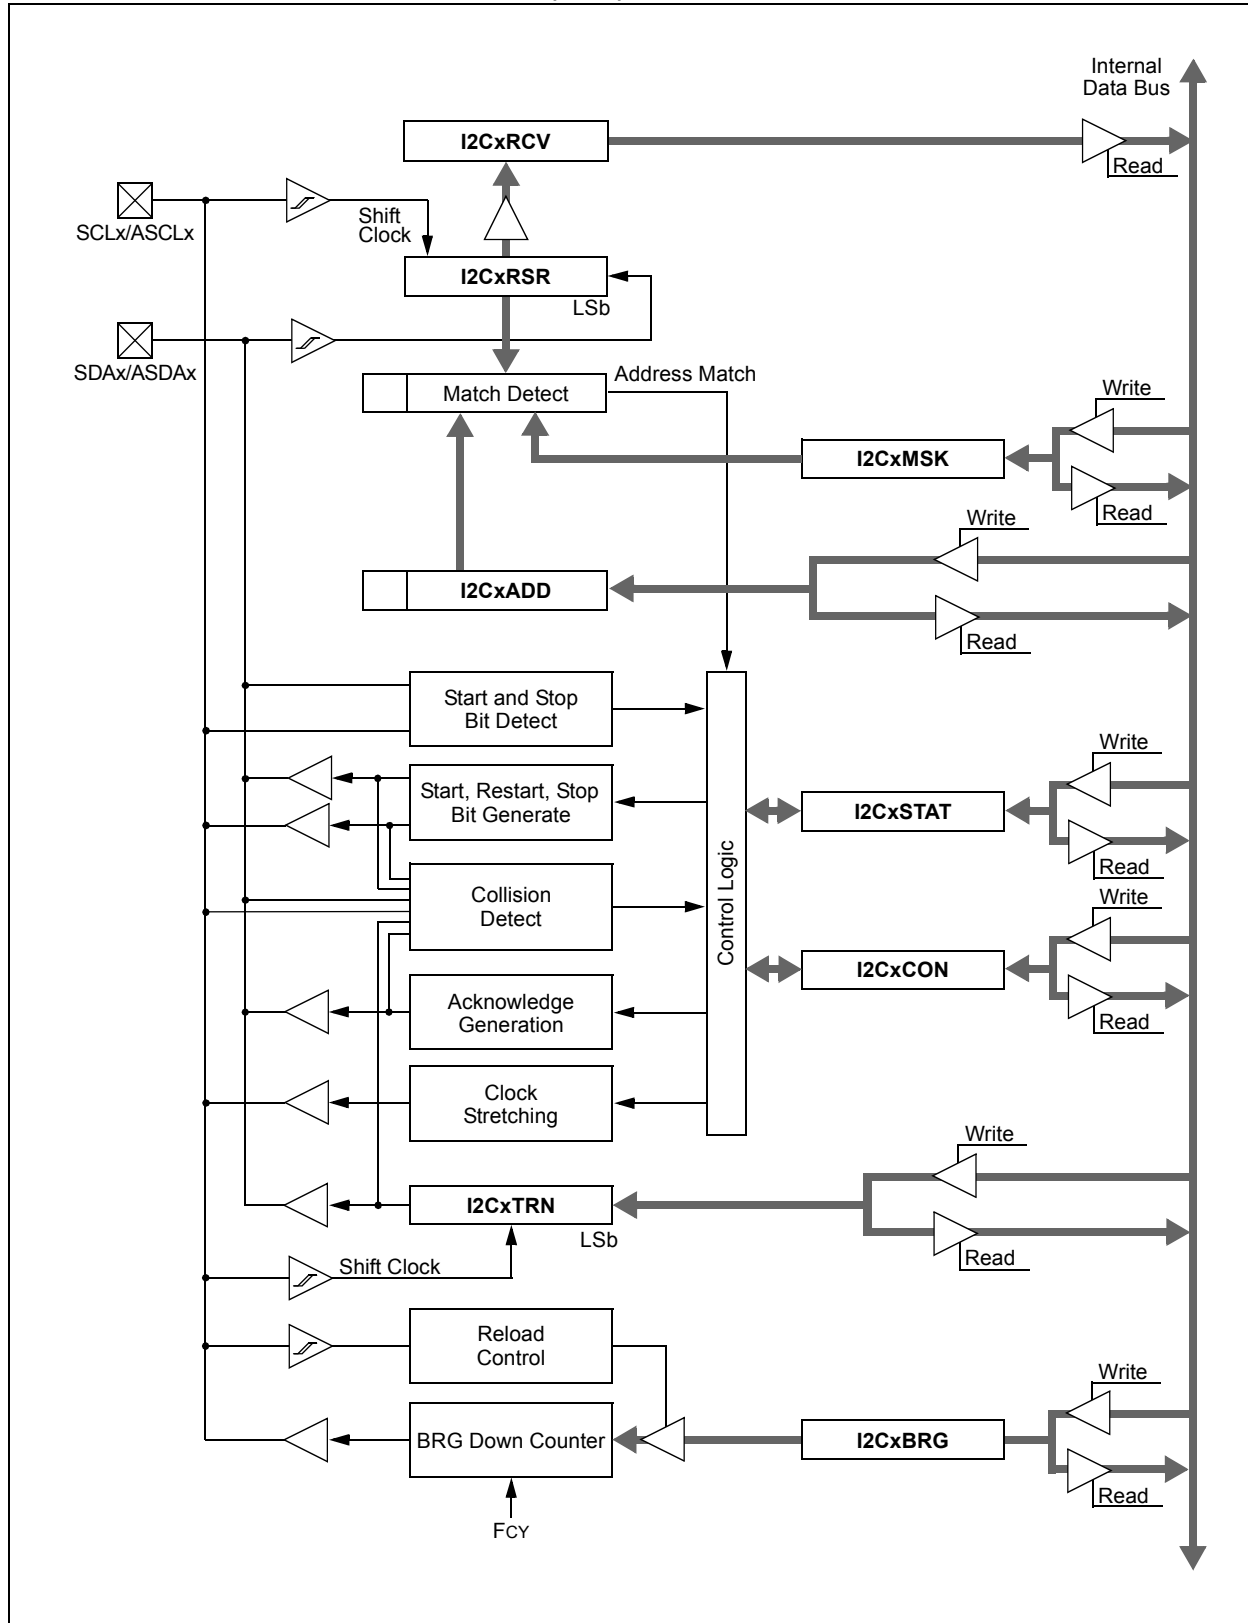 Internal
Data Bus
I2CxRCV
Read
Shift
Clock
SCLx/ASCLx
I2CxRSR
LSb
SDAx/ASDAx
Address Match
Match Detect
Write
I2CxMSK
Read
Write
I2CxADD
Read
Start and Stop
Bit Detect
Write
Start, Restart, Stop
Bit Generate
I2CxSTAT
Read
Control Logic
Collision
Detect
Write
I2CxCON
Read
Acknowledge
Generation
Clock
Stretching
Write
I2CxTRN
LSb
Read
Shift Clock
Reload
Control
Write
BRG Down Counter
I2CxBRG
Read
FCY